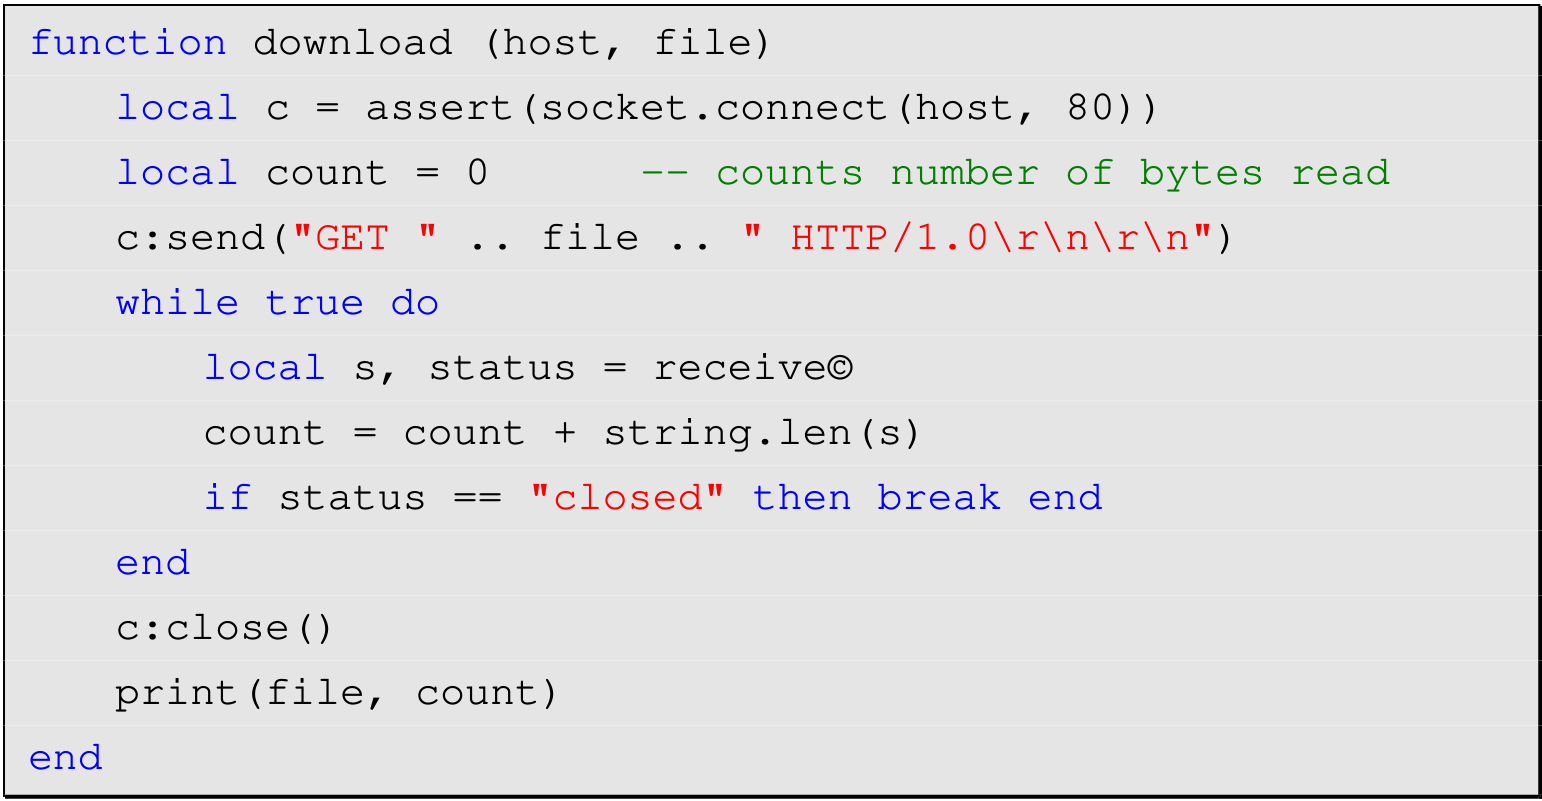 function download (host, file)
    local c = assert(socket.connect(host, 80))
    local count = 0     -- counts number of bytes read
    c:send("GET " .. file .. " HTTP/1.0\r\n\r\n")
    while true do
        local s, status = receive©
        count = count + string.len(s)
        if status == "closed" then break end
    end
    c:close()
    print(file, count)
end